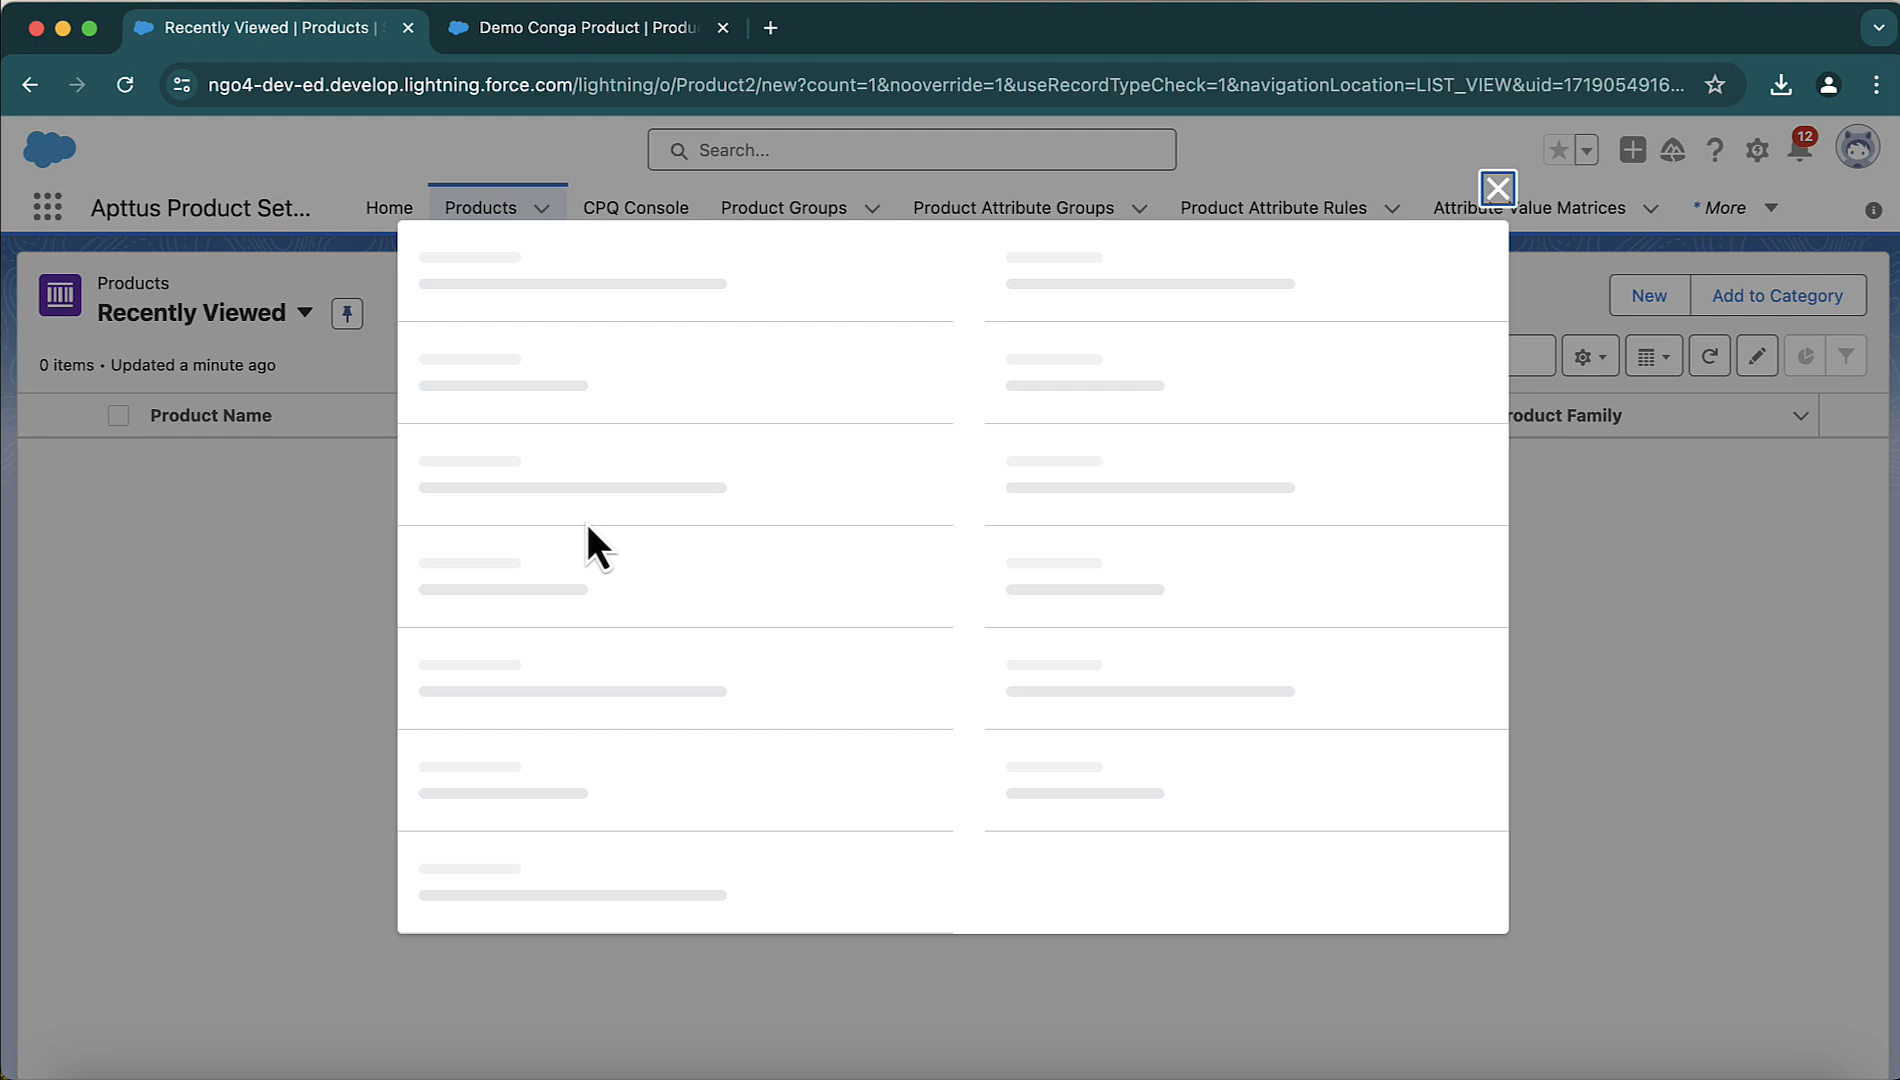 Recently Viewed | Products |
Demo Conga Product | Produ
ngo4-dev-ed.develop.lightning.force.com/lightning/o/Product2/new?count=1&nooverride=1&useRecordTypeCheck=1&navigationLocation=LIST_VIEW&uid=1719054916...
Search...
12
Apttus Product Set...
Home
Products
CPQ Console
Product Groups
Product Attribute Groups
Product Attribute Rules
Attribute Value Matrices
* More
Products
Recently Viewed
New
Add to Category
0 items • Updated a minute ago
Product Name
roduct Family